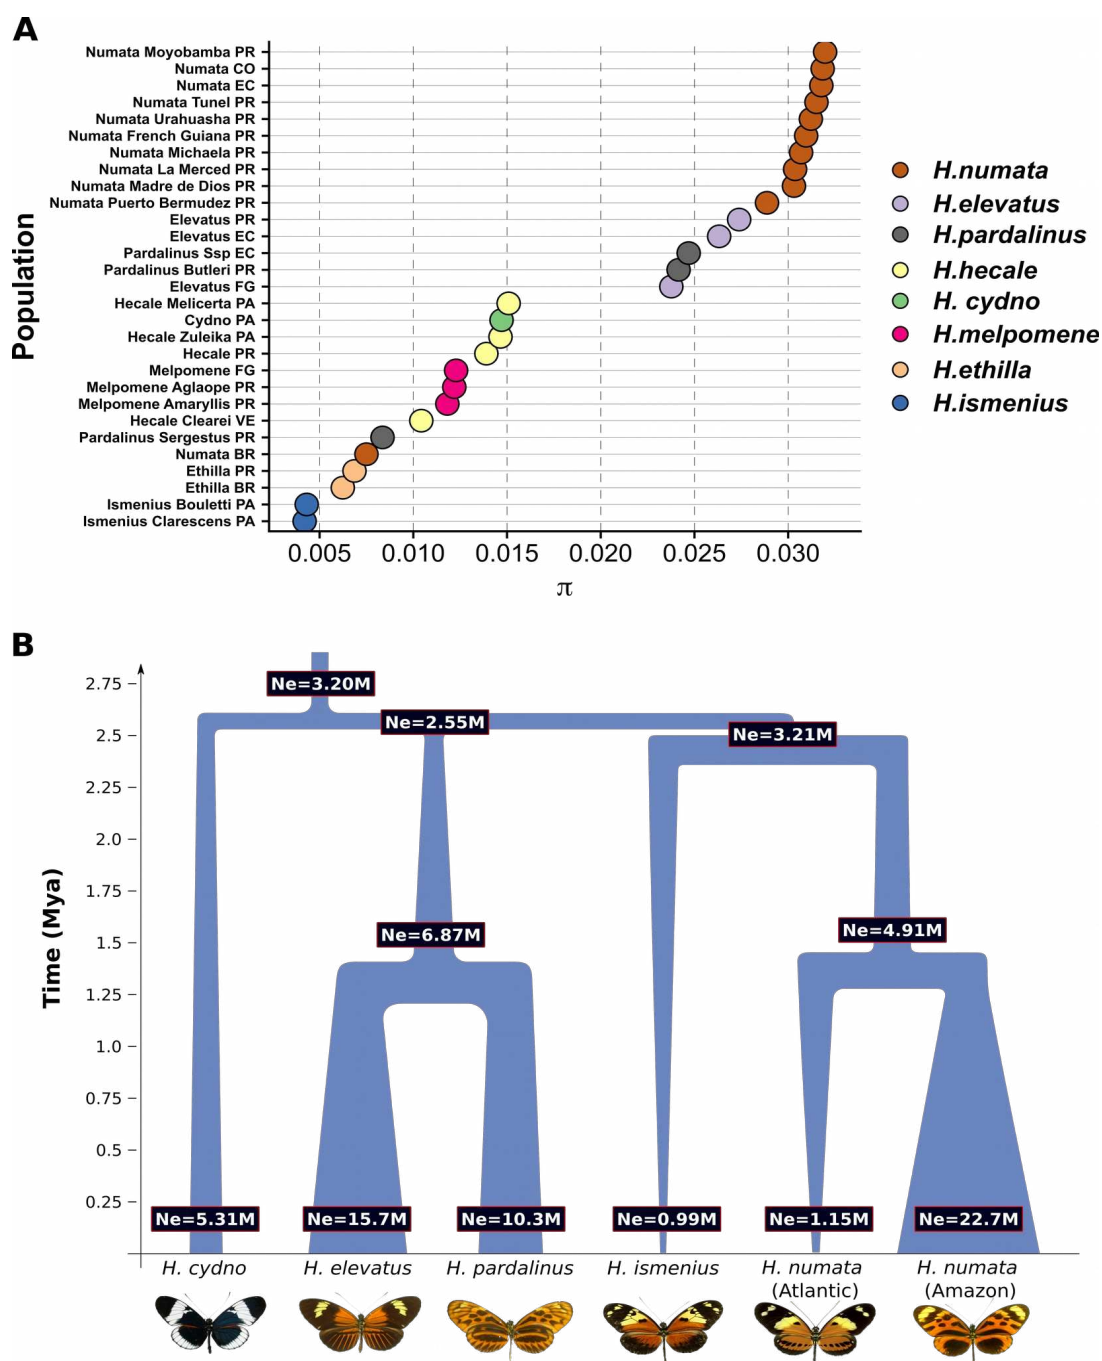 A
Population
Numata Moyobamba PR
Numata CO
Numata EC
Numata Tunel PR
Numata Urahuasha PR
Numata French Guiana PR
Numata Michaela PR
Numata La Merced PR
Numata Madre de Dios PR
Numata Puerto Bermudez PR
Elevatus PR
Elevatus EC
Pardalinus Ssp EC
Pardalinus Butleri PR
Elevatus FG
Hecale Melicerta PA
Cydno PA
Hecale Zuleika PA
Hecale PR
Melpomene FG
Melpomene Aglaope PR
Melpomene Amaryllis PR
Hecale Clearei VE
Pardalinus Sergestus PR
Numata BR
Ethilla PR
Ethilla BR
Ismenius Bouletti PA
Ismenius Clarescens PA
0.005 0.010 0.015 0.020 0.025 0.030
π
H.numata
H.elevatus
H.pardalinus
H.hecale
H. cydno
H.melpomene
H.ethilla
H.ismenius
B
Time (Mya)
2.75
2.5
2.25
2.0
1.75
1.5
1.25
1.0
0.75
0.5
0.25
Ne=3.20M
Ne=2.55M
Ne=3.21M
Ne=6.87M
Ne=4.91M
Ne=5.31M Ne=15.7M Ne=10.3M Ne=0.99M Ne=1.15M Ne=22.7M
H. cydno H. elevatus H. pardalinus H. ismenius H. numata H. numata
(Atlantic) (Amazon)